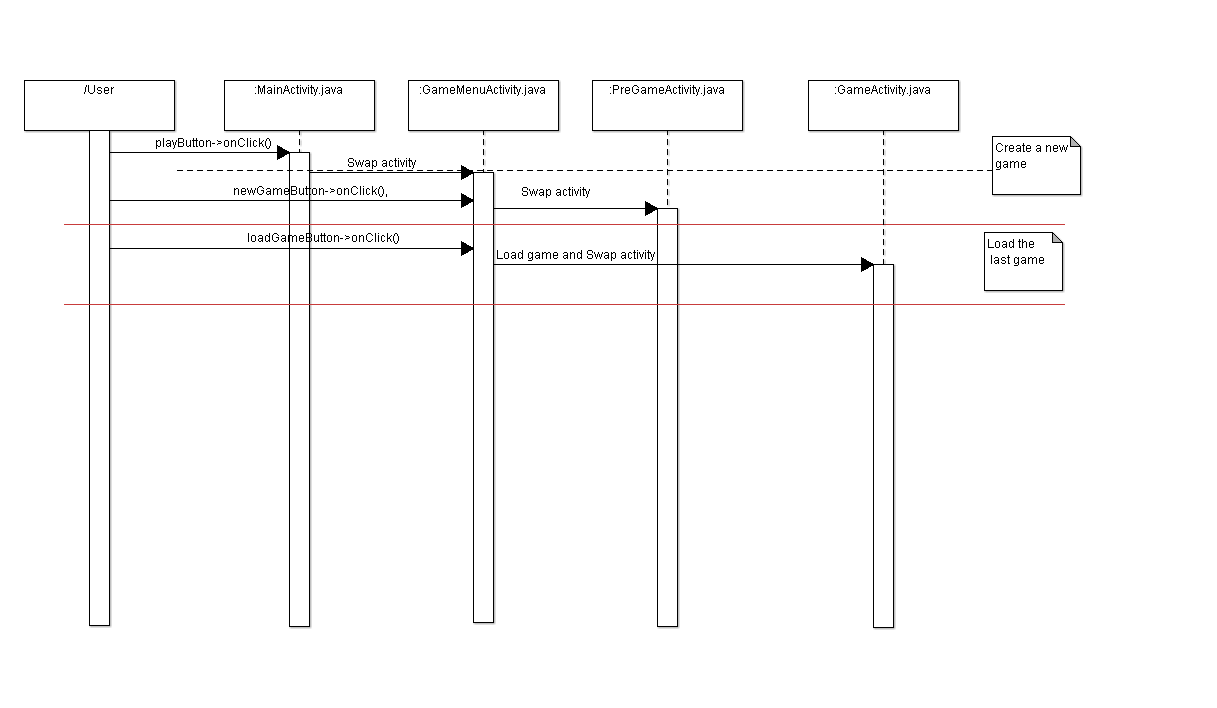 /User
:MainActivity.java
:GameMenuActivity.java
:PreGameActivity.java
:GameActivity.java
playButton->onClick()
Create a new
game
Swap activity
newGameButton->onClick(),
Swap activity
loadGameButton->onClick()
Load the
last game
Load game and Swap activity